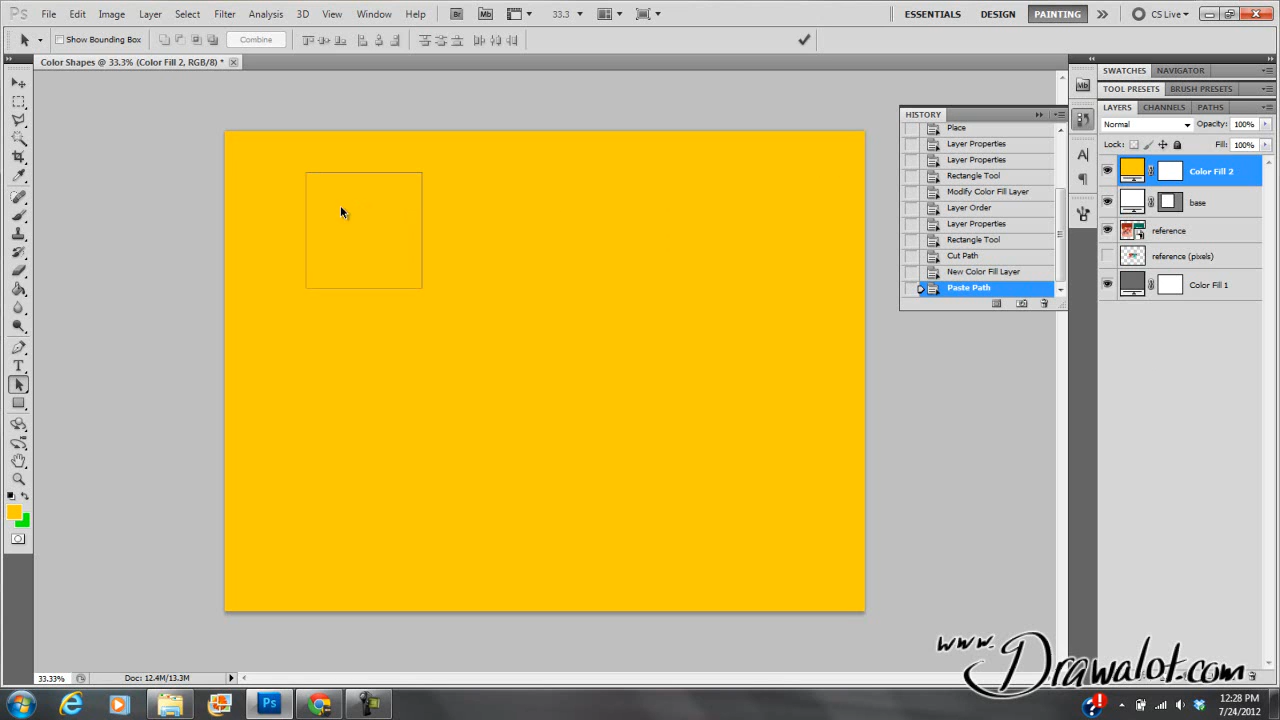 Ps File Edit Image Layer Select Filter Analysis 3D View Window Help Br Mb 33.3 ESSENTIALS DESIGN PAINTING CS Live
Show Bounding Box Combine
Color Shapes @ 33.3% (Color Fill 2, RGB/8) *
SWATCHES NAVIGATOR
TOOL PRESETS BRUSH PRESETS
LAYERS CHANNELS PATHS
Normal Opacity: 100%
Lock: Fill: 100%
Color Fill 2
base
reference
reference (pixels)
Color Fill 1
HISTORY
Place
Layer Properties
Layer Properties
Rectangle Tool
Modify Color Fill Layer
Layer Order
Layer Properties
Rectangle Tool
Cut Path
New Color Fill Layer
Paste Path
33.33% Doc: 12.4M/13.3M
www.Drawalot.com
Ps
12:28 PM
7/24/2012